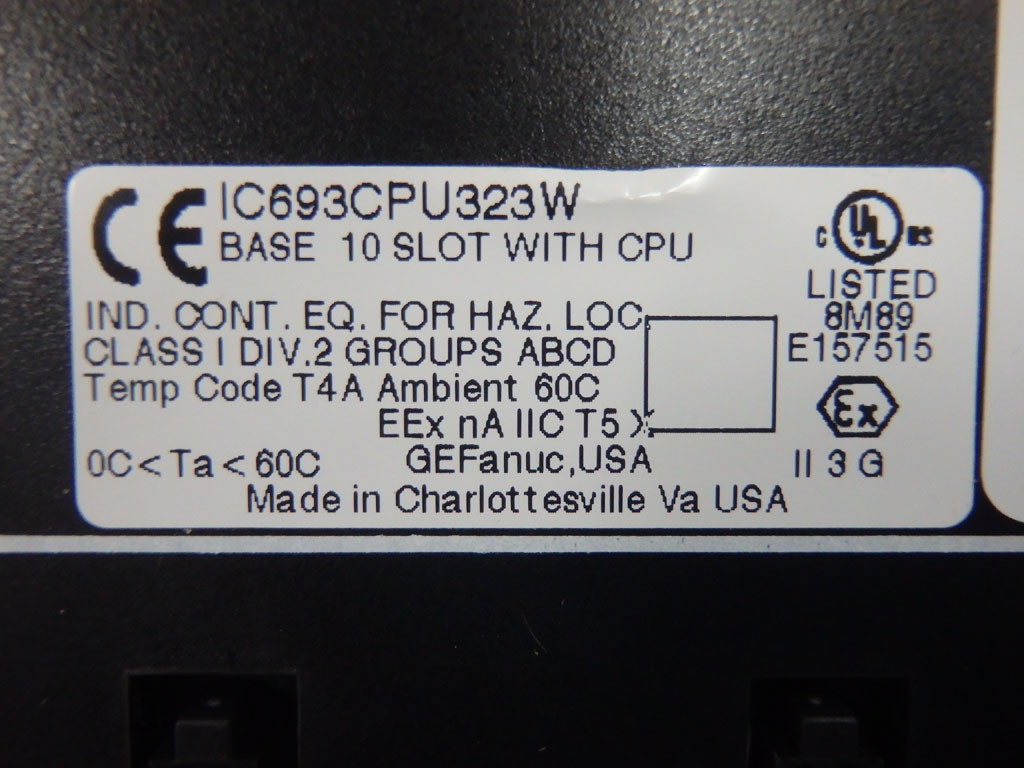 CE IC693CPU323W
BASE 10 SLOT WITH CPU
C UL US
LISTED
8M89
E157515
IND. CONT. EQ. FOR HAZ. LOC.
CLASS I DIV.2 GROUPS ABCD
Temp Code T4A Ambient 60C
EEx nA IIC T5 X
Ex
0C<Ta<60C GEFanuc,USA II 3 G
Made in Charlottesville Va USA